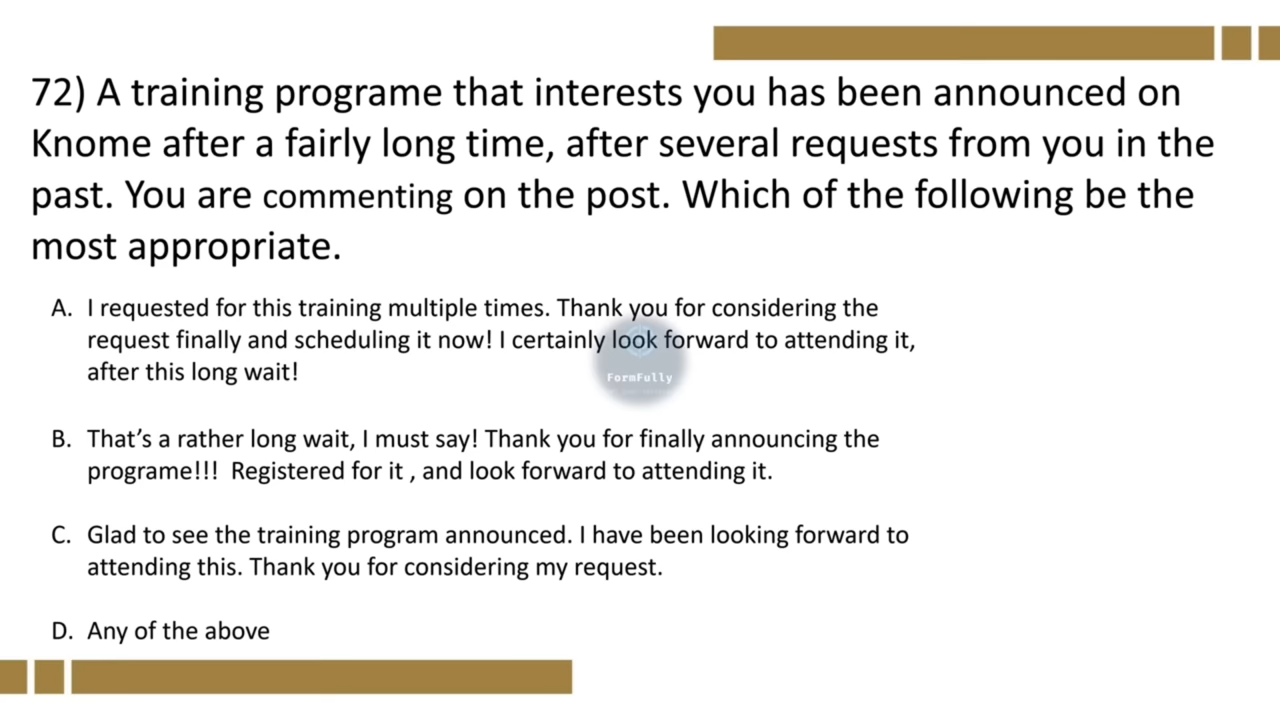 72) A training programe that interests you has been announced on
Knome after a fairly long time, after several requests from you in the
past. You are commenting on the post. Which of the following be the
most appropriate.
A. I requested for this training multiple times. Thank you for considering the
request finally and scheduling it now! I certainly look forward to attending it,
after this long wait!
FormFully
B. That’s a rather long wait, I must say! Thank you for finally announcing the
programe!!! Registered for it , and look forward to attending it.
C. Glad to see the training program announced. I have been looking forward to
attending this. Thank you for considering my request.
D. Any of the above